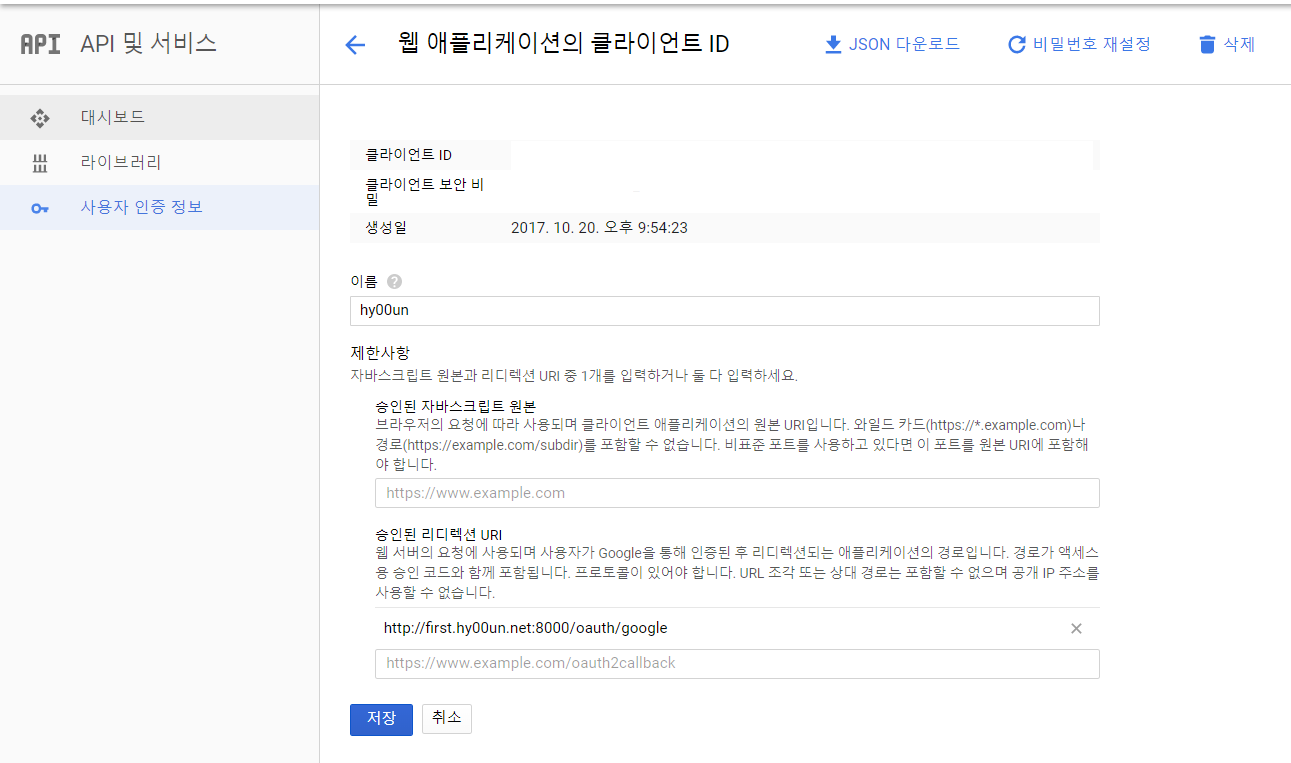 API API 및 서비스
웹 애플리케이션의 클라이언트 ID
JSON 다운로드
비밀번호 재설정
삭제
대시보드
라이브러리
사용자 인증 정보
클라이언트 ID
클라이언트 보안 비
밀
생성일 2017. 10. 20. 오후 9:54:23
이름 ?
hy00un
제한사항
자바스크립트 원본과 리디렉션 URI 중 1개를 입력하거나 둘 다 입력하세요.
승인된 자바스크립트 원본
브라우저의 요청에 따라 사용되며 클라이언트 애플리케이션의 원본 URI입니다. 와일드 카드(https://*.example.com)나
경로(https://example.com/subdir)를 포함할 수 없습니다. 비표준 포트를 사용하고 있다면 이 포트를 원본 URI에 포함해
야 합니다.
https://www.example.com
승인된 리디렉션 URI
웹 서버의 요청에 사용되며 사용자가 Google을 통해 인증된 후 리디렉션되는 애플리케이션의 경로입니다. 경로가 액세스
용 승인 코드와 함께 포함됩니다. 프로토콜이 있어야 합니다. URL 조각 또는 상대 경로는 포함할 수 없으며 공개 IP 주소를
사용할 수 없습니다.
http://first.hy00un.net:8000/oauth/google
https://www.example.com/oauth2callback
저장 취소